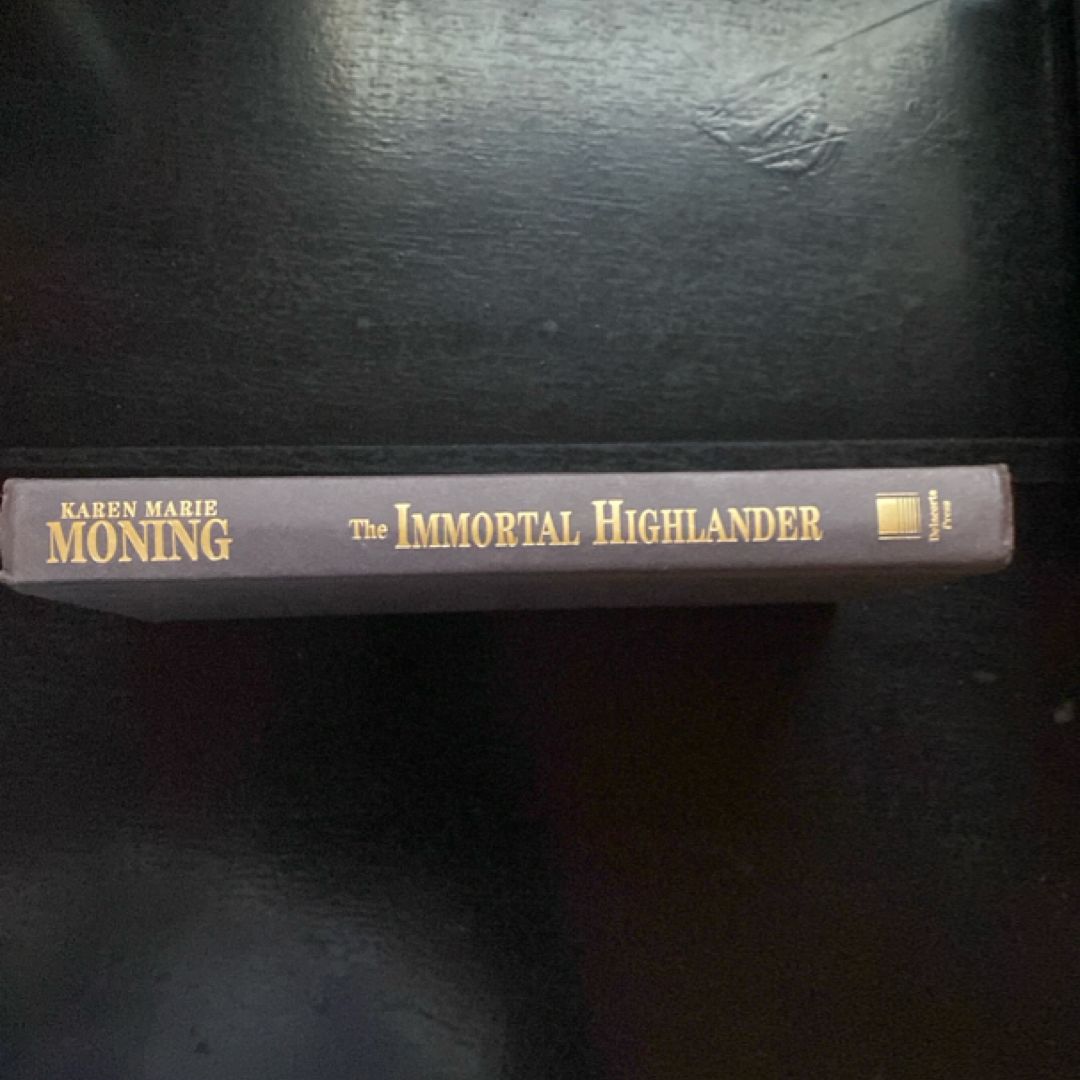 KAREN MARIE
MONING
The IMMORTAL HIGHLANDER
Delacorte
Press